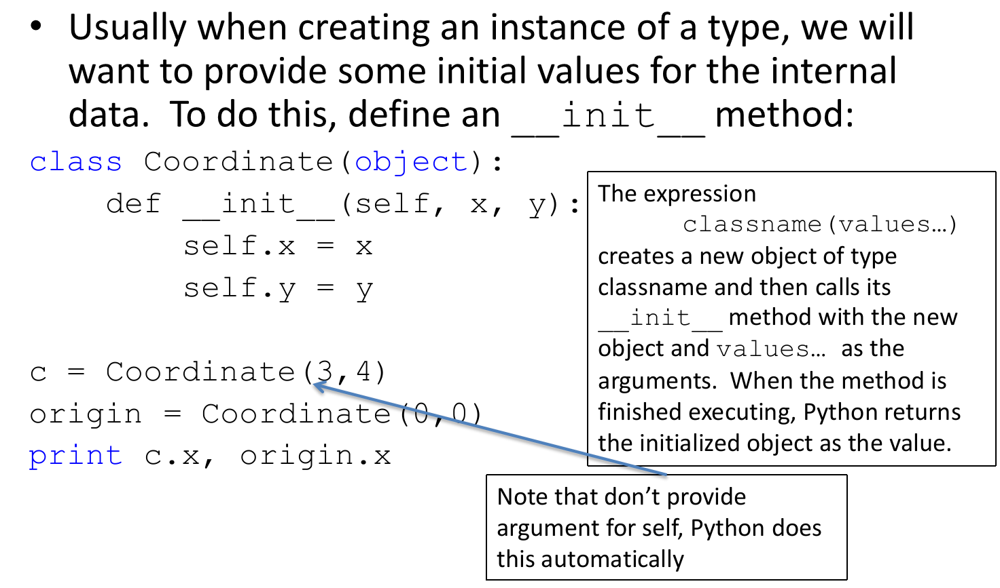 • Usually when creating an instance of a type, we will
want to provide some initial values for the internal
data.  To do this, define an __init__ method:
class Coordinate(object):
    def __init__(self, x, y):
        self.x = x
        self.y = y
c = Coordinate(3,4)
origin = Coordinate(0,0)
print c.x, origin.x
The expression
classname(values…)
creates a new object of type
classname and then calls its
__init__ method with the new
object and values… as the
arguments.  When the method is
finished executing, Python returns
the initialized object as the value.
Note that don’t provide
argument for self, Python does
this automatically